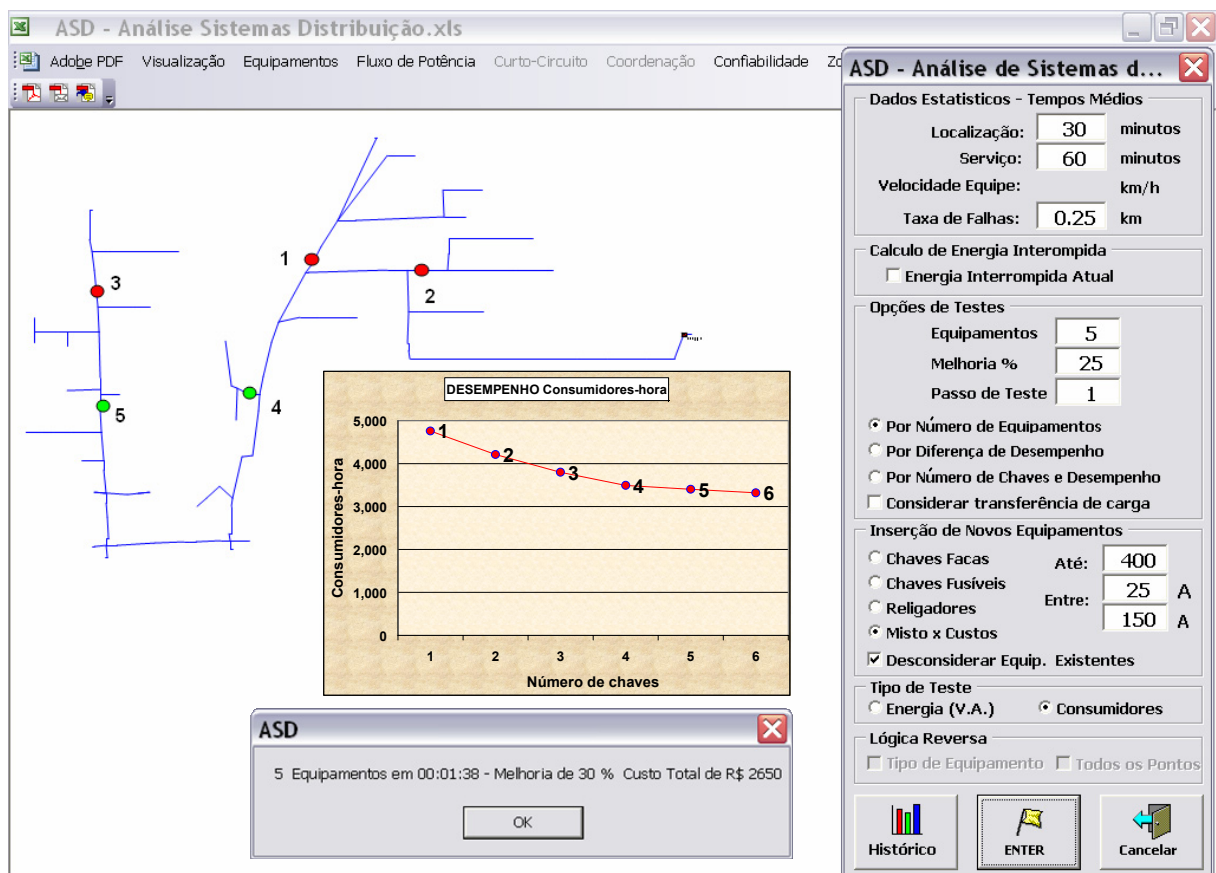 ASD - Análise Sistemas Distribuição.xls
Adobe PDF Visualização Equipamentos Fluxo de Potência Curto-Circuito Coordenação Confiabilidade
ASD - Análise de Sistemas d...
Dados Estatisticos - Tempos Médios
Localização: 30 minutos
Serviço: 60 minutos
Velocidade Equipe: km/h
Taxa de Falhas: 0.25 km
Calculo de Energia Interompida
Energia Interrompida Atual
Opções de Testes
Equipamentos 5
Melhoria % 25
Passo de Teste 1
Por Número de Equipamentos
Por Diferença de Desempenho
Por Número de Chaves e Desempenho
Considerar transferência de carga
Inserção de Novos Equipamentos
Chaves Facas
Chaves Fusíveis
Religadores
Misto x Custos
Até: 400
Entre: 25 A
150 A
Desconsiderar Equip. Existentes
Tipo de Teste
Energia (V.A.) Consumidores
Lógica Reversa
Tipo de Equipamento Todos os Pontos
Histórico ENTER Cancelar
1
2
3
4
5
DESEMPENHO Consumidores-hora
Consumidores-hora
5,000
4,000
3,000
2,000
1,000
0
1 2 3 4 5 6
1 2 3 4 5 6
Número de chaves
ASD
5 Equipamentos em 00:01:38 - Melhoria de 30 % Custo Total de R$ 2650
OK